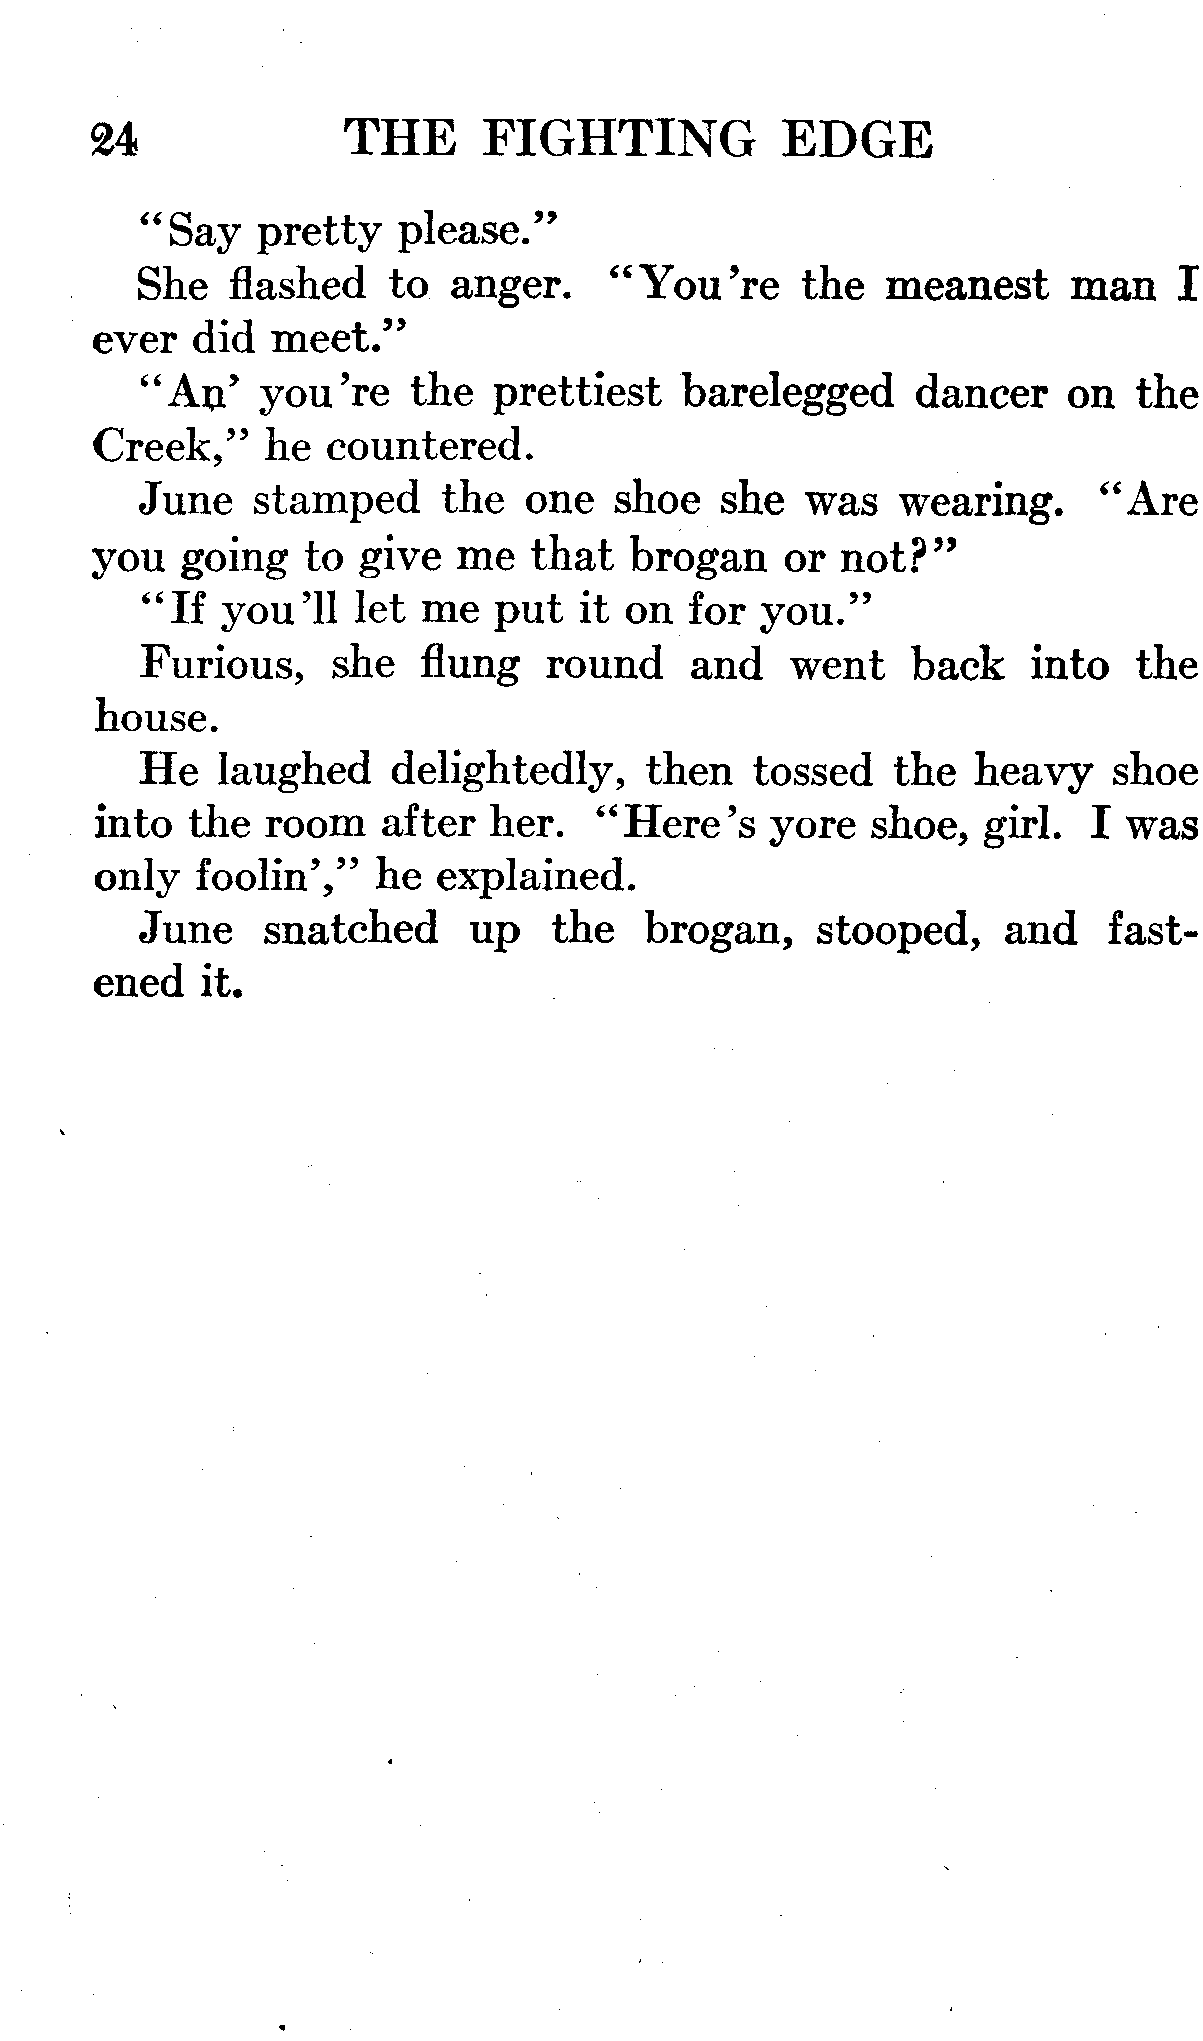 24 THE FIGHTING EDGE
“Say pretty please.”
She flashed to anger. “You’re the meanest man I
ever did meet.”
“An’ you’re the prettiest barelegged dancer on the
Creek,” he countered.
June stamped the one shoe she was wearing. “Are
you going to give me that brogan or not?”
“If you’ll let me put it on for you.”
Furious, she flung round and went back into the
house.
He laughed delightedly, then tossed the heavy shoe
into the room after her. “Here’s yore shoe, girl. I was
only foolin’,” he explained.
June snatched up the brogan, stooped, and fast-
ened it.